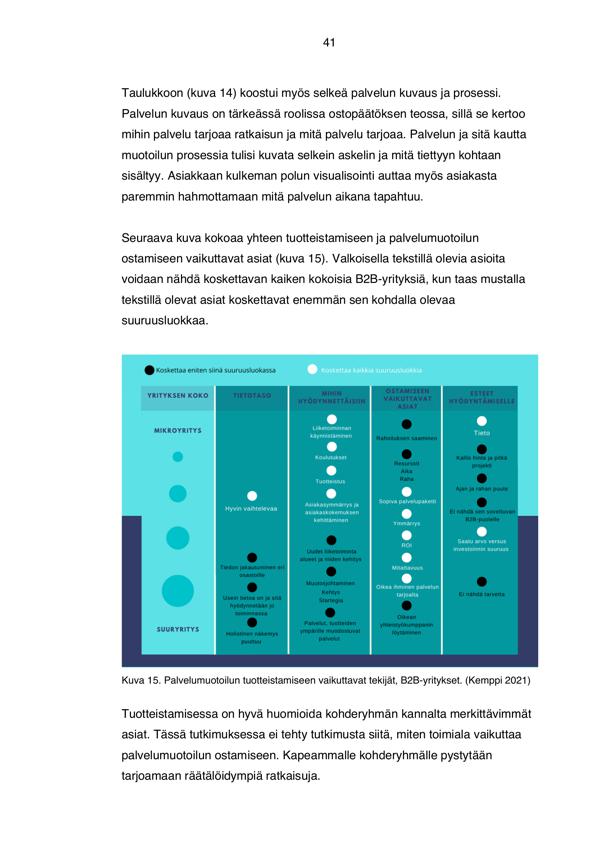 41
Taulukkoon (kuva 14) koostui myös selkeä palvelun kuvaus ja prosessi.
Palvelun kuvaus on tärkeässä roolissa ostopäätöksen teossa, sillä se kertoo
mihin palvelu tarjoaa ratkaisun ja mitä palvelu tarjoaa. Palvelun ja sitä kautta
muotoilun prosessia tulisi kuvata selkein askelin ja mitä tiettyyn kohtaan
sisältyy. Asiakkaan kulkeman polun visualisointi auttaa myös asiakasta
paremmin hahmottamaan mitä palvelun aikana tapahtuu.
Seuraava kuva kokoaa yhteen tuotteistamiseen ja palvelumuotoilun
ostamiseen vaikuttavat asiat (kuva 15). Valkoisella tekstillä olevia asioita
voidaan nähdä koskettavan kaiken kokoisia B2B-yrityksiä, kun taas mustalla
tekstillä olevat asiat koskettavat enemmän sen kohdalla olevaa
suuruusluokkaa.
Koskettaa eniten siinä suuruusluokassa
Koskettaa kaikkia suuruusluokkia
YRITYKSEN KOKO
TIETOTASO
MIHIN
HYÖDYNNETTÄISIIN
OSTAMISEEN
VAIKUTTAVAT
ASIAT
ESTEET
HYÖDYNTÄMISELLE
MIKROYRITYS
SUURYRITYS
Hyvin vaihtelevaa
Tiedon jakautuminen eri
osastoille
Usein tietoa on ja sitä
hyödynnetään jo
toiminnassa
Holistinen näkemys
puuttuu
Liiketoiminnan
käynnistäminen
Koulutukset
Tuotteistus
Asiakasymmärrys ja
asiakaskokemuksen
kehittäminen
Uudet liiketoiminta
alueet ja niiden kehitys
Muotoilujohtaminen
Kehitys
Startegia
Palvelut, tuotteiden
ympärille muodostuvat
palvelut
Rahoituksen saaminen
Resurssit
Aika
Raha
Sopiva palvelupaketti
Ymmärrys
ROI
Mitattavuus
Oikea ihminen palvelun
tarjoalta
Oikean
yhteistyökumppanin
löytäminen
Tieto
Kallis hinta ja pitkä
projekti
Ajan ja rahan puute
Ei nähdä sen soveltuvan
B2B-puolelle
Saatu arvo versus
investoinnin suuruus
Ei nähdä tarvetta
Kuva 15. Palvelumuotoilun tuotteistamiseen vaikuttavat tekijät, B2B-yritykset. (Kemppi 2021)
Tuotteistamisessa on hyvä huomioida kohderyhmän kannalta merkittävimmät
asiat. Tässä tutkimuksessa ei tehty tutkimusta siitä, miten toimiala vaikuttaa
palvelumuotoilun ostamiseen. Kapeammalle kohderyhmälle pystytään
tarjoamaan räätälöidympiä ratkaisuja.